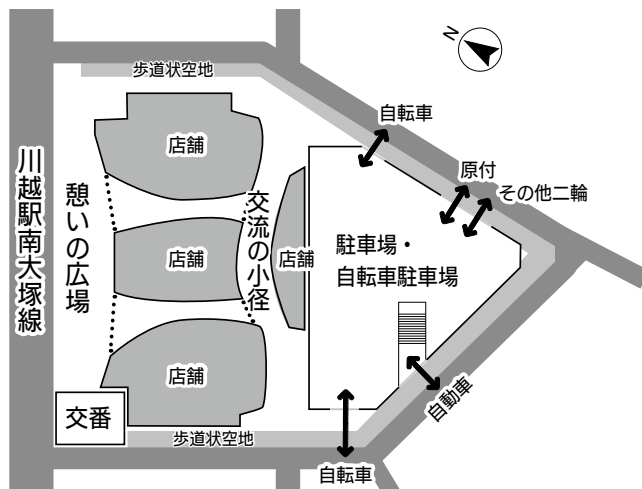 N
歩道状空地
自転車
店舗
原付
その他二輪
川越駅南大塚線
憩いの広場
交流の小径
店舗
店舗
駐車場・
自転車駐車場
店舗
自動車
交番
歩道状空地
自転車